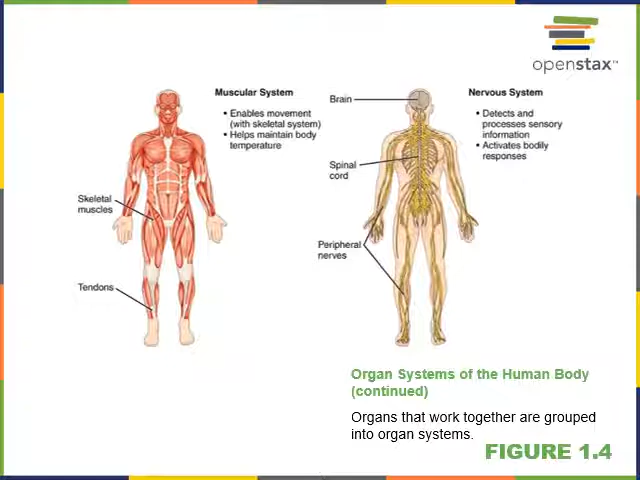 openstax™
Muscular System
• Enables movement
(with skeletal system)
• Helps maintain body
temperature
Skeletal
muscles
Tendons
Nervous System
• Detects and
processes sensory
information
• Activates bodily
responses
Brain
Spinal
cord
Peripheral
nerves
Organ Systems of the Human Body
(continued)
Organs that work together are grouped
into organ systems.
FIGURE 1.4